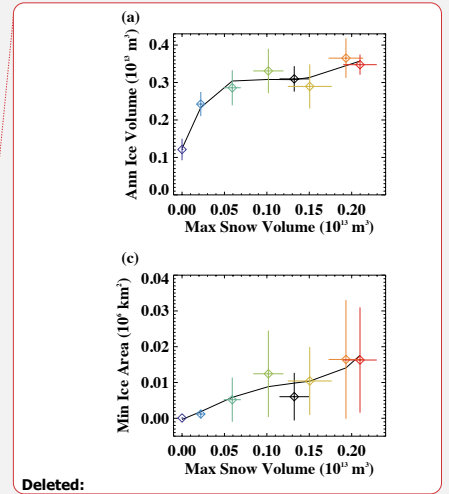 (a)
Ann Ice Volume (10¹³ m³)
0.4
0.3
0.2
0.1
0.0
0.00 0.05 0.10 0.15 0.20
Max Snow Volume (10¹³ m³)
(c)
Min Ice Area (10⁶ km²)
0.04
0.03
0.02
0.01
0.00
0.00 0.05 0.10 0.15 0.20
Max Snow Volume (10¹³ m³)
Deleted: